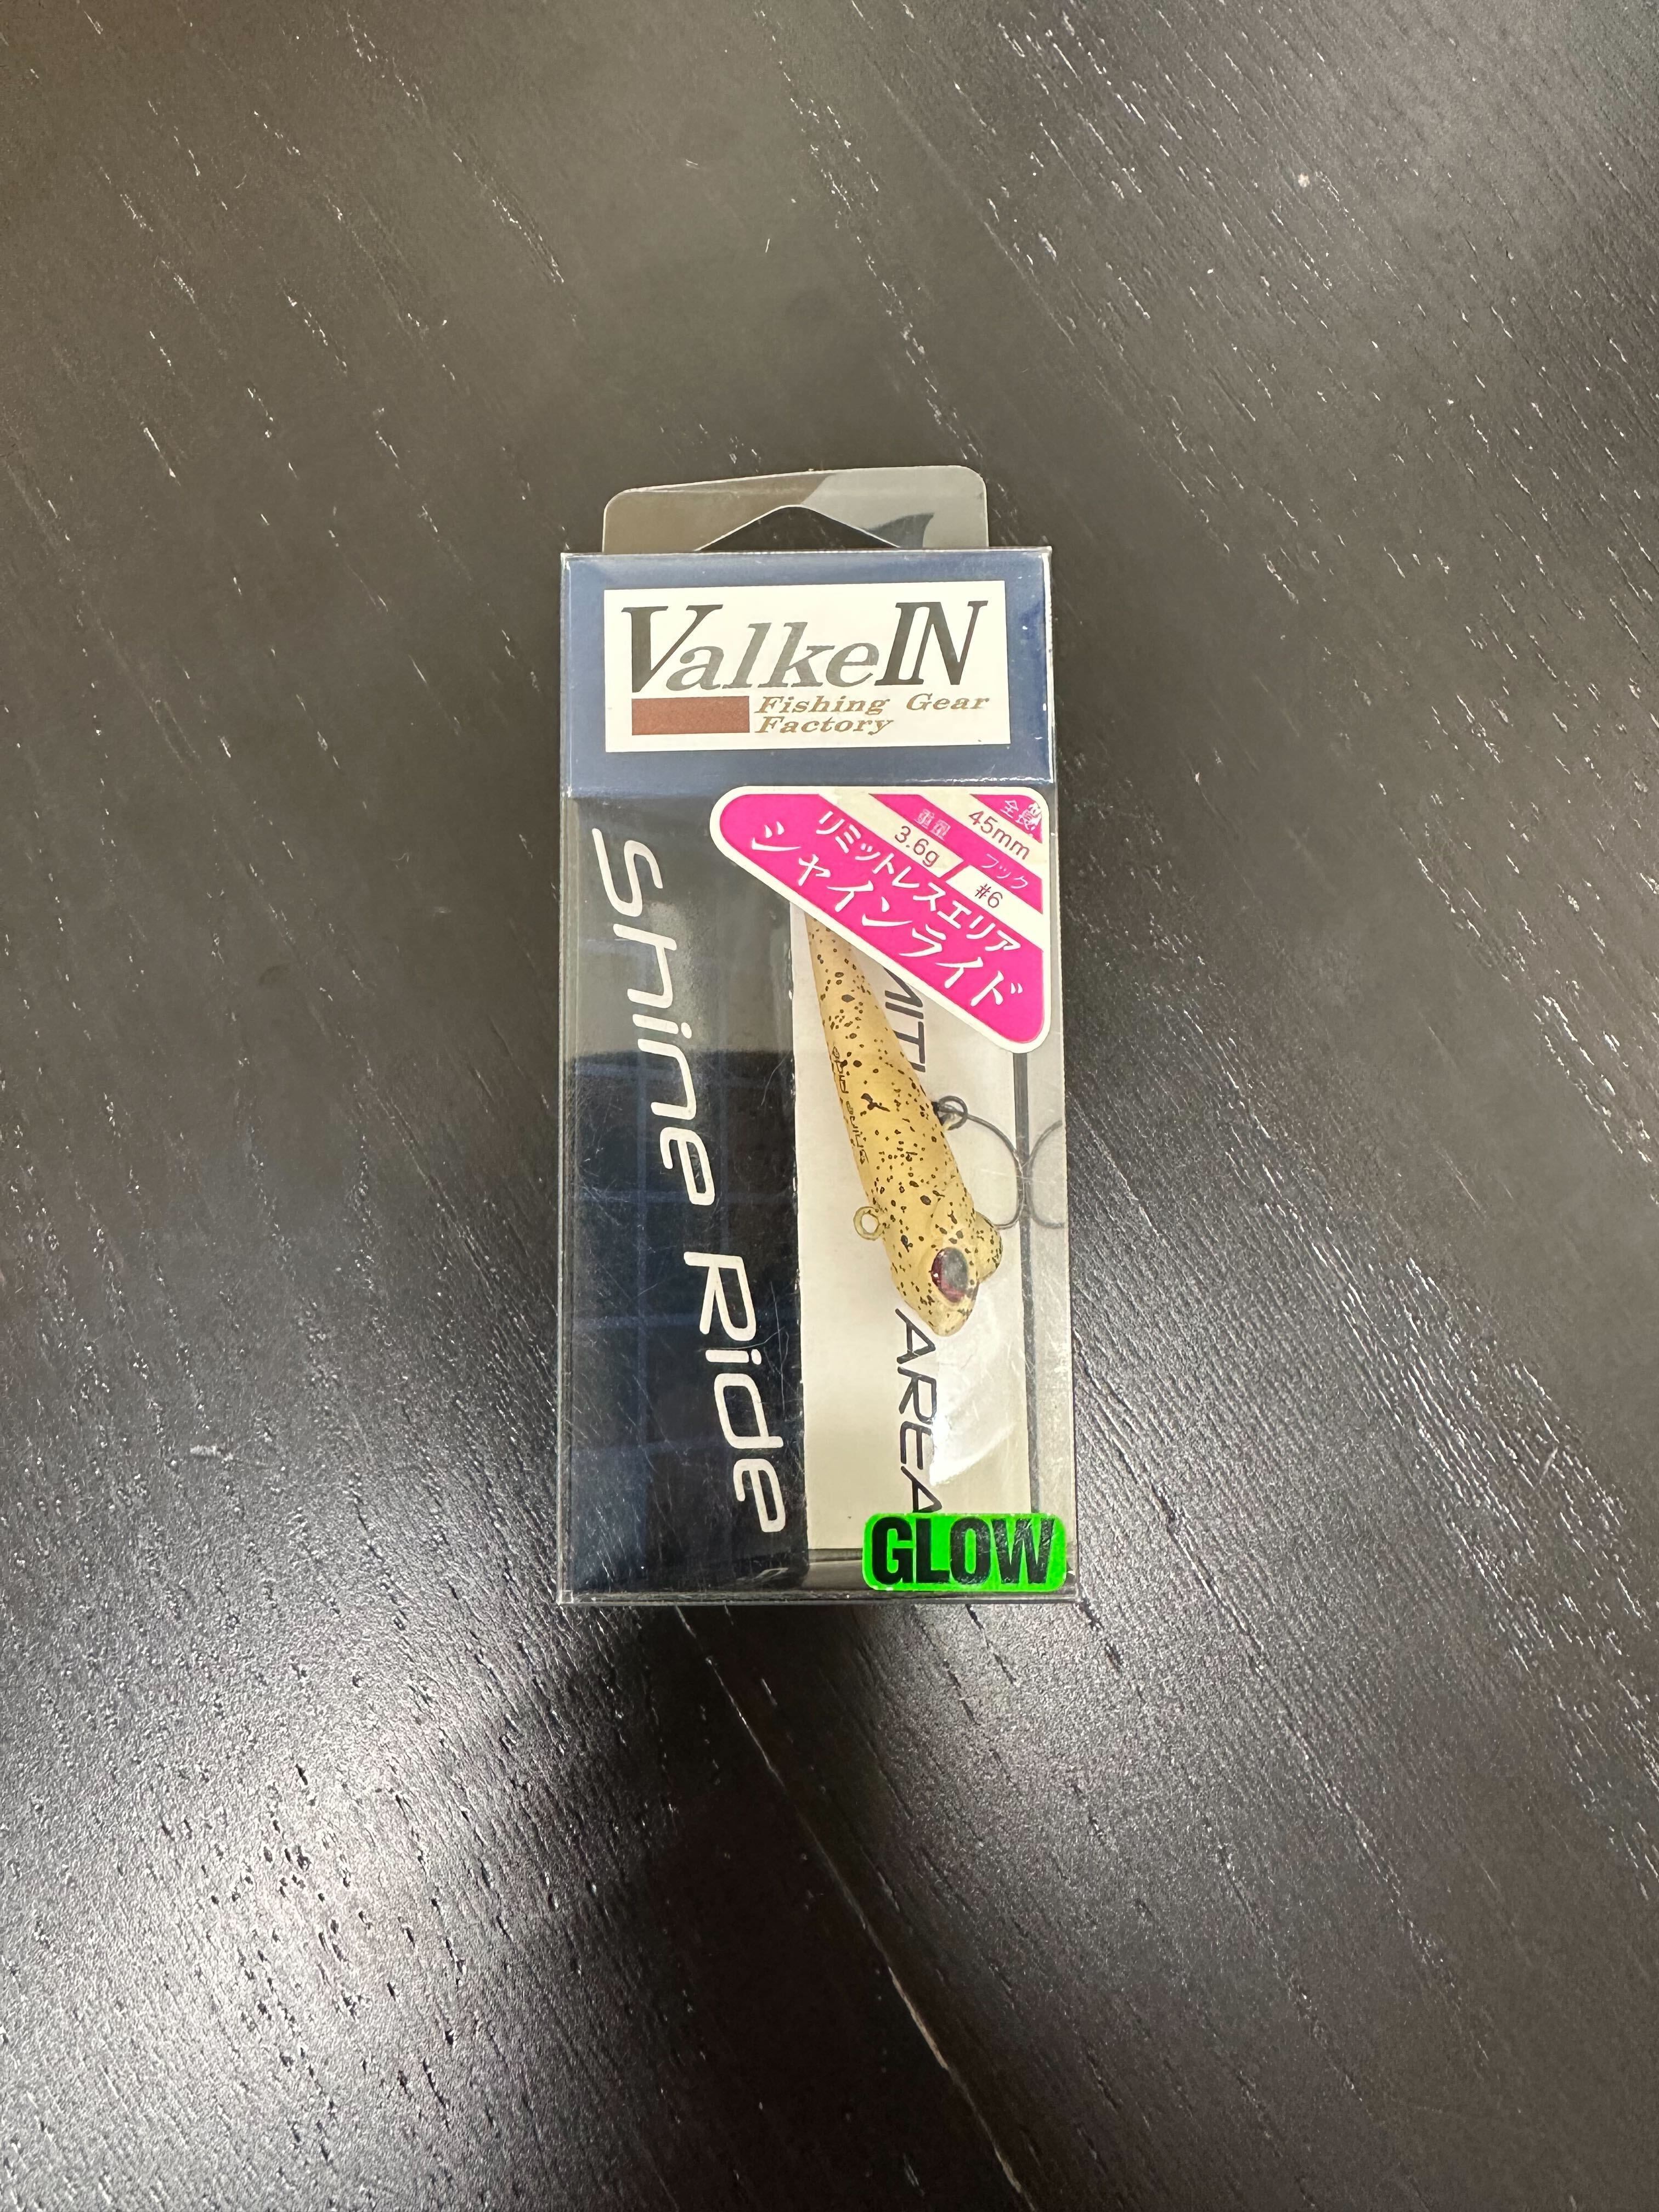 ValkeIN
Fishing Gear
Factory
全長
45mm
重量
フック
3.6g
#6
リミットレスエリア
シャインライド
Shine Ride
MIT
AREA
GLOW